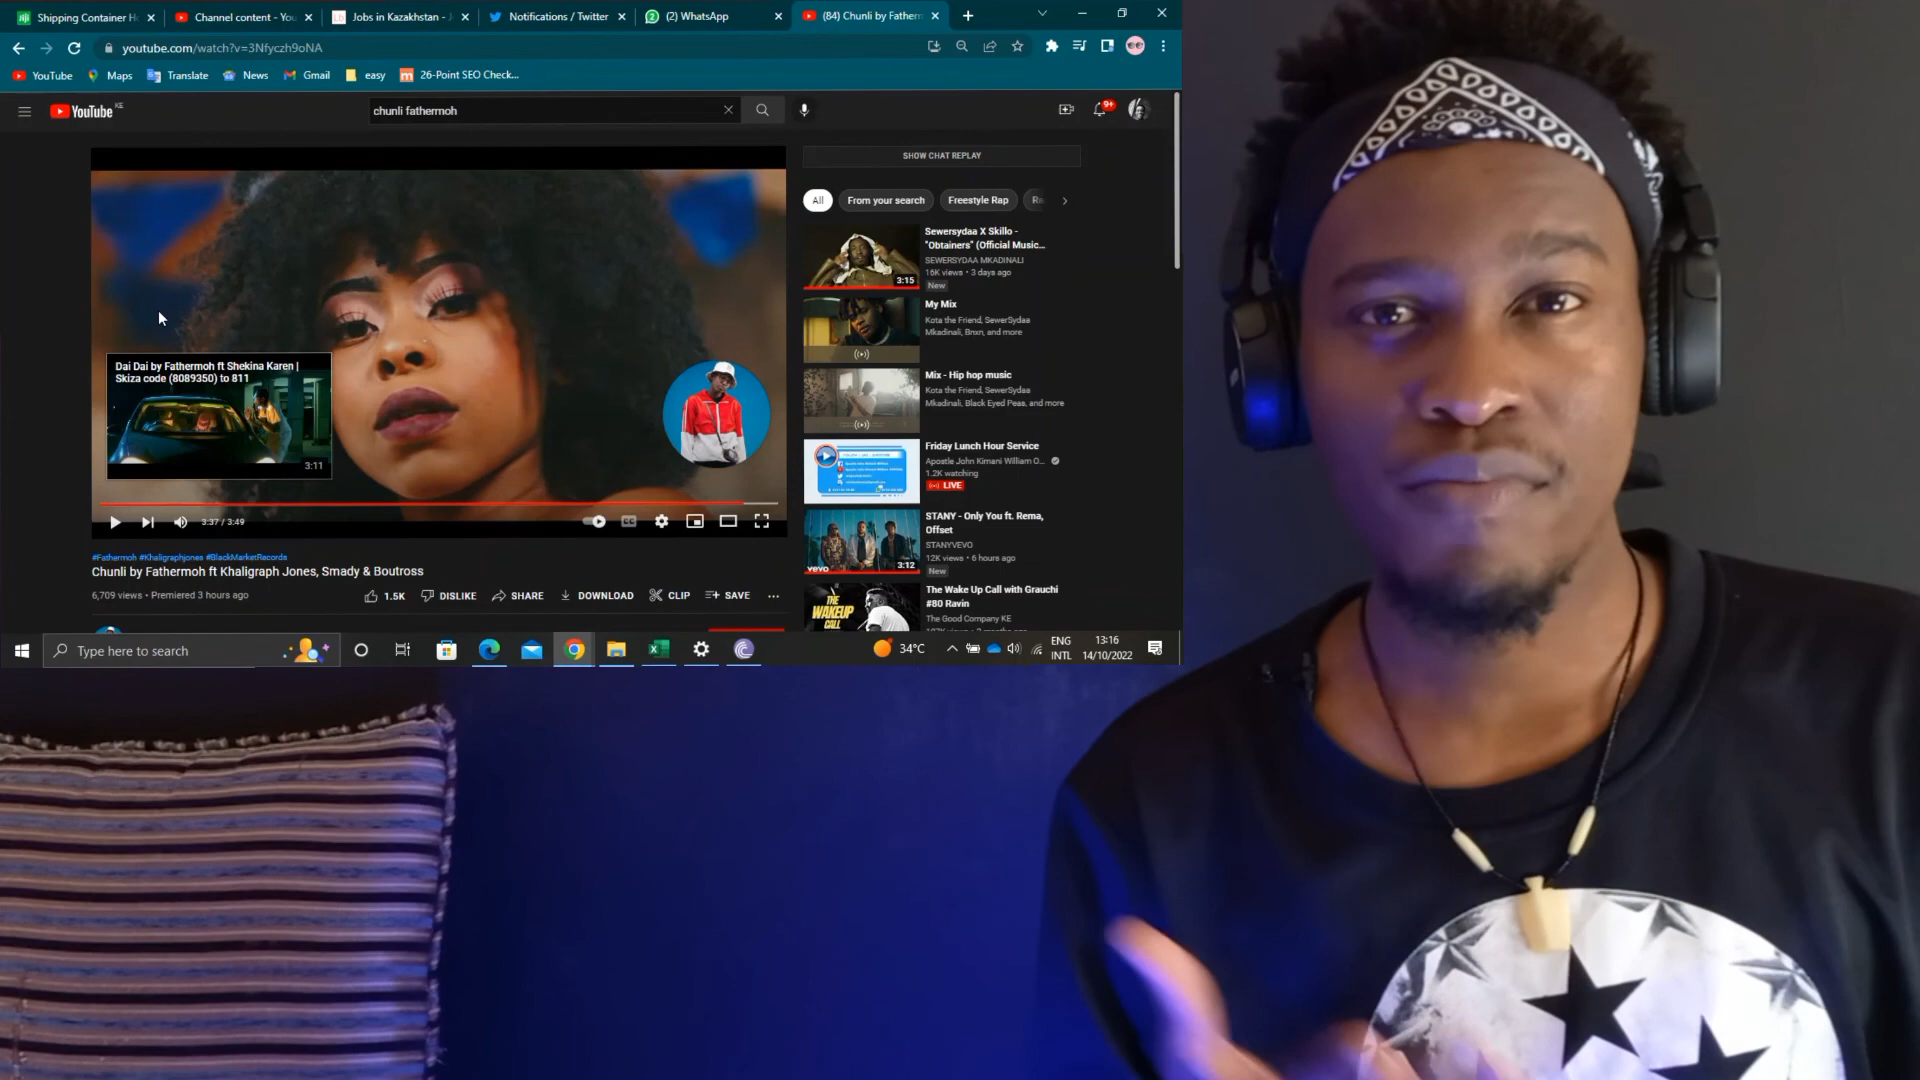 Shipping Container H
Channel content - You
Jobs in Kazakhstan - J
Notifications / Twitter
(2) WhatsApp
(84) Chunli by Fatherm
youtube.com/watch?v=3Nfyczh9oNA
YouTube
Maps
Translate
News
Gmail
easy
26-Point SEO Check...
YouTube KE
chunli fathermoh
9+
SHOW CHAT REPLAY
All
From your search
Freestyle Rap
Dai Dai by Fathermoh ft Shekina Karen |
Skiza code (8089350) to 811
3:11
3:37 / 3:49
CC
#Fathermoh #Khaligraphjones #BlackMarketRecords
Chunli by Fathermoh ft Khaligraph Jones, Smady & Boutross
6,709 views • Premiered 3 hours ago
1.5K
DISLIKE
SHARE
DOWNLOAD
CLIP
SAVE
Sewersydaa X Skillo -
"Obtainers" (Official Music...
SEWERSYDAA MKADINALI
16K views • 3 days ago
New
3:15
My Mix
Kota the Friend, SewerSydaa
Mkadinali, Bnxn, and more
Mix - Hip hop music
Kota the Friend, SewerSydaa
Mkadinali, Black Eyed Peas, and more
Friday Lunch Hour Service
Apostle John Kimani William O...
1.2K watching
LIVE
STANY - Only You ft. Rema,
Offset
STANYVEVO
12K views • 6 hours ago
New
vevo
3:12
The Wake Up Call with Grauchi
#80 Ravin
The Good Company KE
THE
WAKEUP
CALL
Type here to search
34°C
ENG
INTL
13:16
14/10/2022